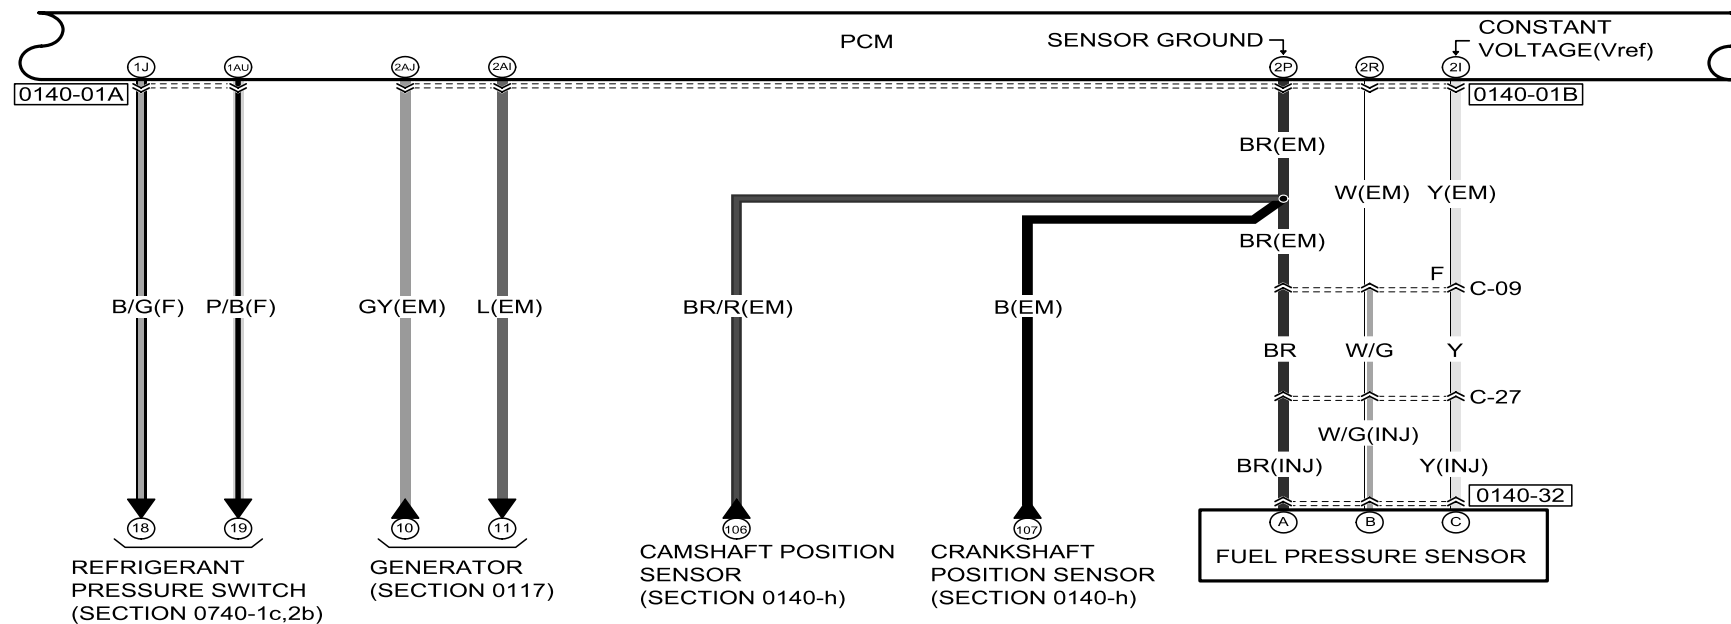 PCM
SENSOR GROUND
CONSTANT
VOLTAGE(Vref)
1J
1AU
2AJ
2AI
2P
2R
2I
0140-01A
0140-01B
BR(EM)
W(EM)
Y(EM)
BR(EM)
F
C-09
B/G(F)
P/B(F)
GY(EM)
L(EM)
BR/R(EM)
B(EM)
BR
W/G
Y
C-27
W/G(INJ)
BR(INJ)
Y(INJ)
0140-32
18
19
10
11
106
107
A
B
C
REFRIGERANT
PRESSURE SWITCH
(SECTION 0740-1c,2b)
GENERATOR
(SECTION 0117)
CAMSHAFT POSITION
SENSOR
(SECTION 0140-h)
CRANKSHAFT
POSITION SENSOR
(SECTION 0140-h)
FUEL PRESSURE SENSOR